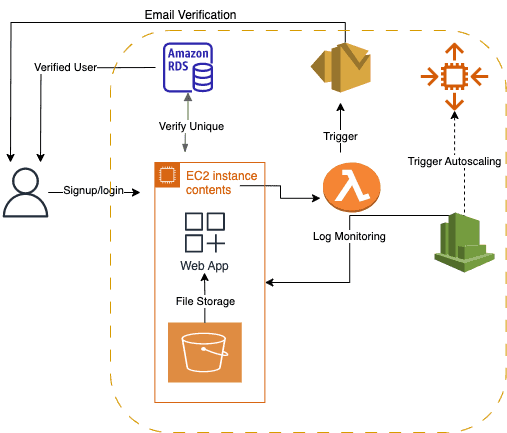 Email Verification
Amazon
RDS
Verified User
Verify Unique
Trigger
Trigger Autoscaling
EC2 instance
contents
Signup/login
Log Monitoring
Web App
File Storage